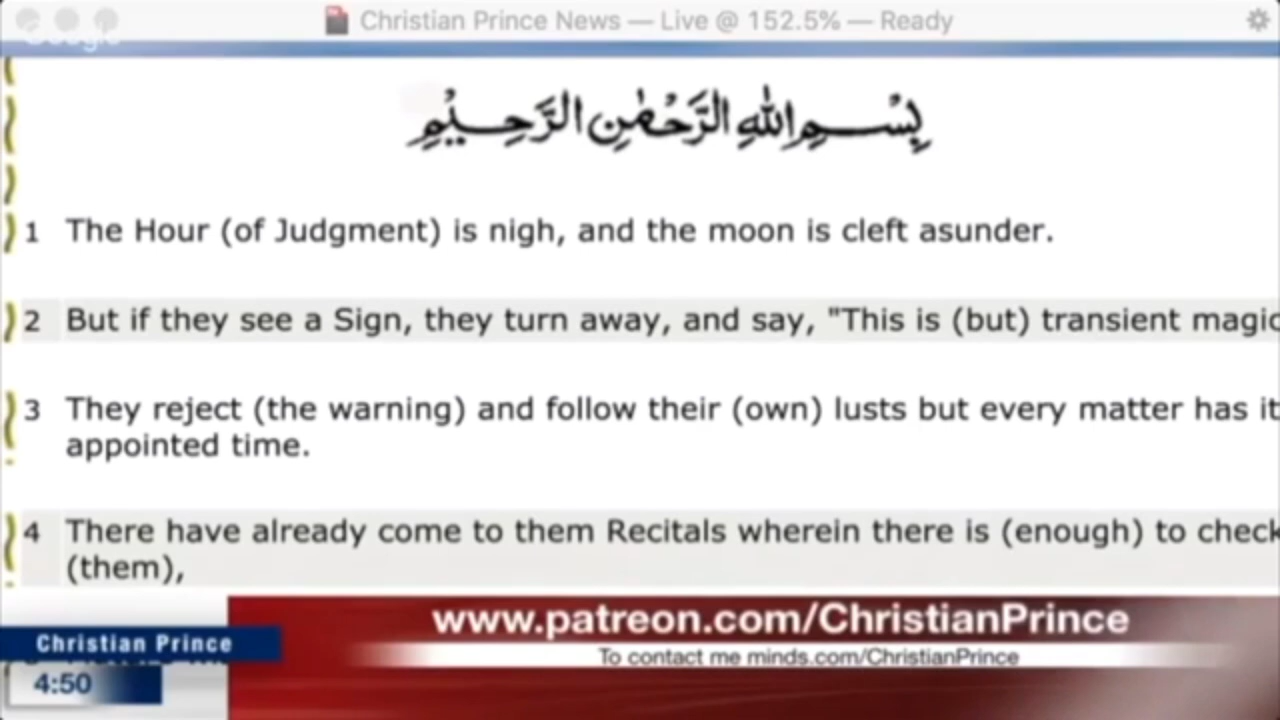 Christian Prince News — Live @ 152.5% — Ready
Google
بِسْمِ اللهِ الرَّحْمٰنِ الرَّحِيْمِ
1 The Hour (of Judgment) is nigh, and the moon is cleft asunder.
2 But if they see a Sign, they turn away, and say, "This is (but) transient magic
3 They reject (the warning) and follow their (own) lusts but every matter has it
appointed time.
4 There have already come to them Recitals wherein there is (enough) to check
(them),
www.patreon.com/ChristianPrince
Christian Prince
To contact me minds.com/ChristianPrince
4:50